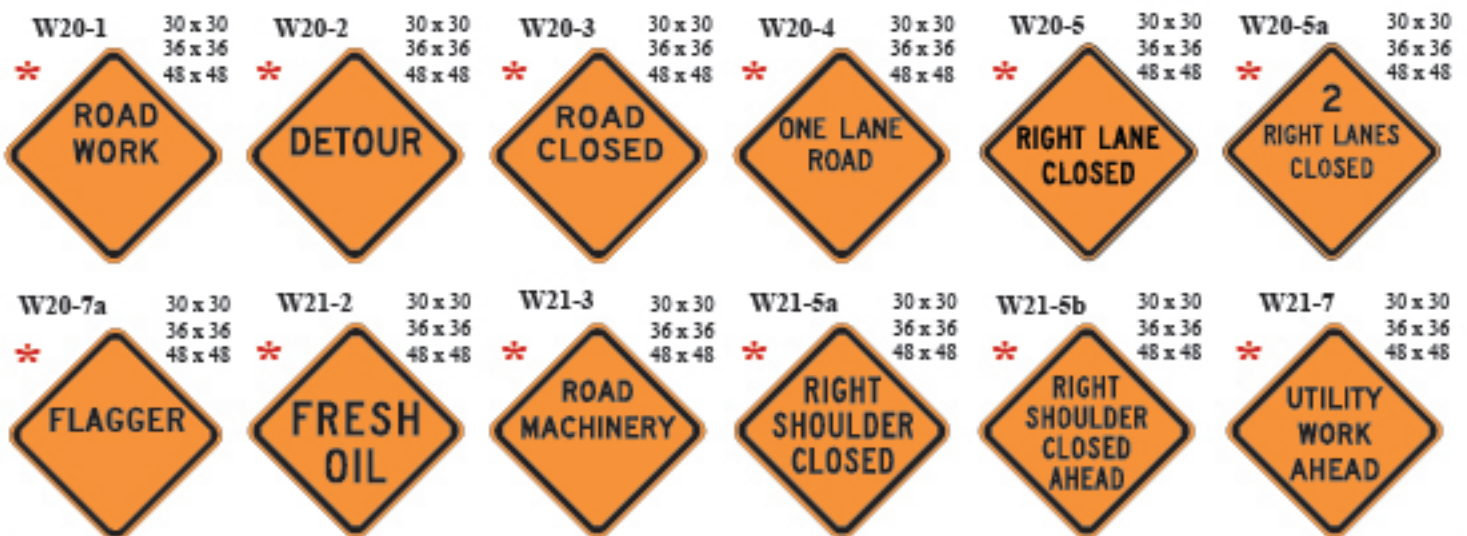 W20-1
30 x 30
36 x 36
48 x 48
*
ROAD
WORK
W20-2
30 x 30
36 x 36
48 x 48
*
DETOUR
W20-3
30 x 30
36 x 36
48 x 48
*
ROAD
CLOSED
W20-4
30 x 30
36 x 36
48 x 48
*
ONE LANE
ROAD
W20-5
30 x 30
36 x 36
48 x 48
*
RIGHT LANE
CLOSED
W20-5a
30 x 30
36 x 36
48 x 48
*
2
RIGHT LANES
CLOSED
W20-7a
30 x 30
36 x 36
48 x 48
*
FLAGGER
W21-2
30 x 30
36 x 36
48 x 48
*
FRESH
OIL
W21-3
30 x 30
36 x 36
48 x 48
*
ROAD
MACHINERY
W21-5a
30 x 30
36 x 36
48 x 48
*
RIGHT
SHOULDER
CLOSED
W21-5b
30 x 30
36 x 36
48 x 48
*
RIGHT
SHOULDER
CLOSED
AHEAD
W21-7
30 x 30
36 x 36
48 x 48
*
UTILITY
WORK
AHEAD